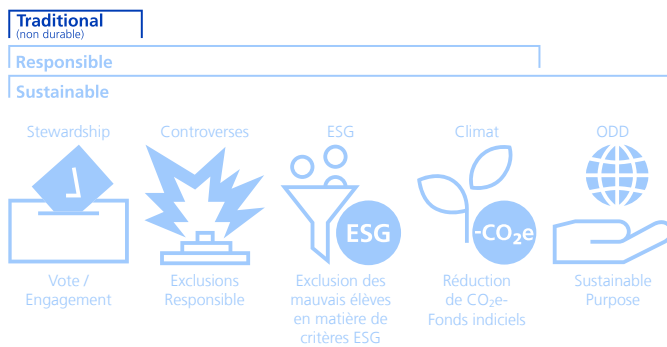 Traditional
(non durable)
Responsible
Sustainable
Stewardship
Controverses
ESG
Climat
ODD
ESG
-CO₂e
Vote /
Engagement
Exclusions
Responsible
Exclusion des
mauvais élèves
en matière de
critères ESG
Réduction
de CO₂e-
Fonds indiciels
Sustainable
Purpose